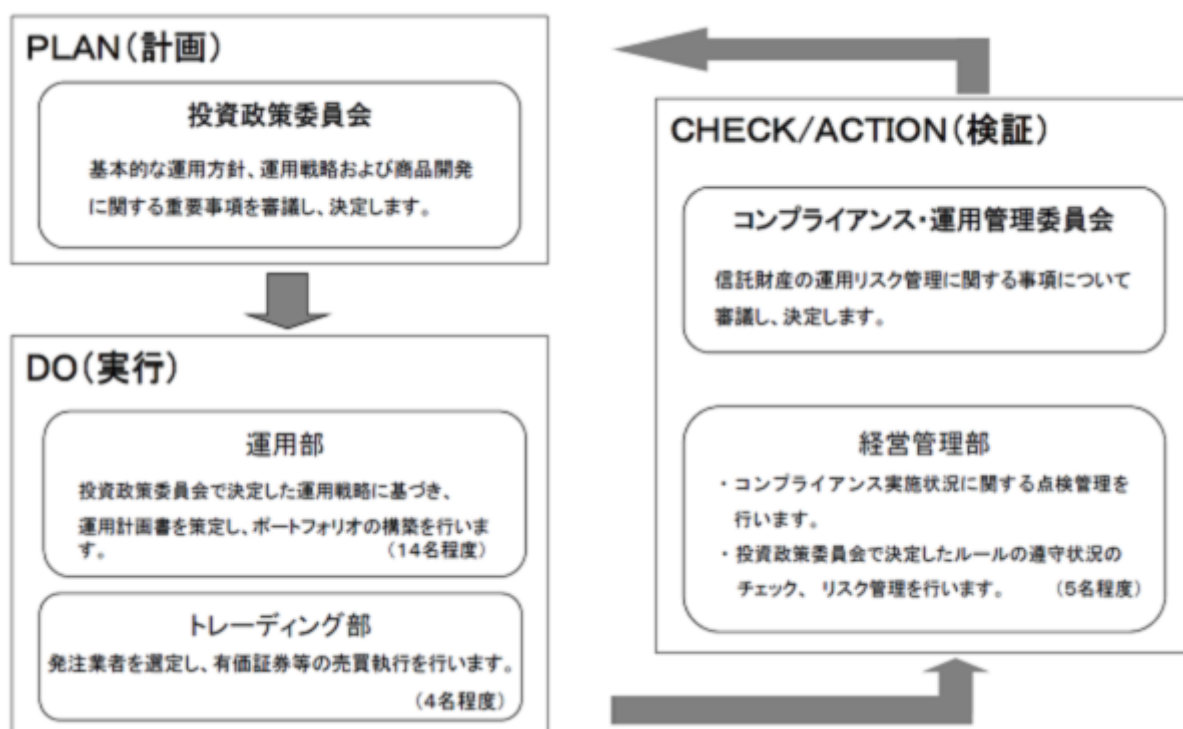 PLAN(計画)
投資政策委員会
基本的な運用方針、運用戦略および商品開発
に関する重要事項を審議し、決定します。
DO(実行)
運用部
投資政策委員会で決定した運用戦略に基づき、
運用計画書を策定し、ポートフォリオの構築を行いま
す。 (14名程度)
トレーディング部
発注業者を選定し、有価証券等の売買執行を行います。
(4名程度)
CHECK/ACTION(検証)
コンプライアンス・運用管理委員会
信託財産の運用リスク管理に関する事項について
審議し、決定します。
経営管理部
・コンプライアンス実施状況に関する点検管理を
行います。
・投資政策委員会で決定したルールの遵守状況の
チェック、リスク管理を行います。 (5名程度)